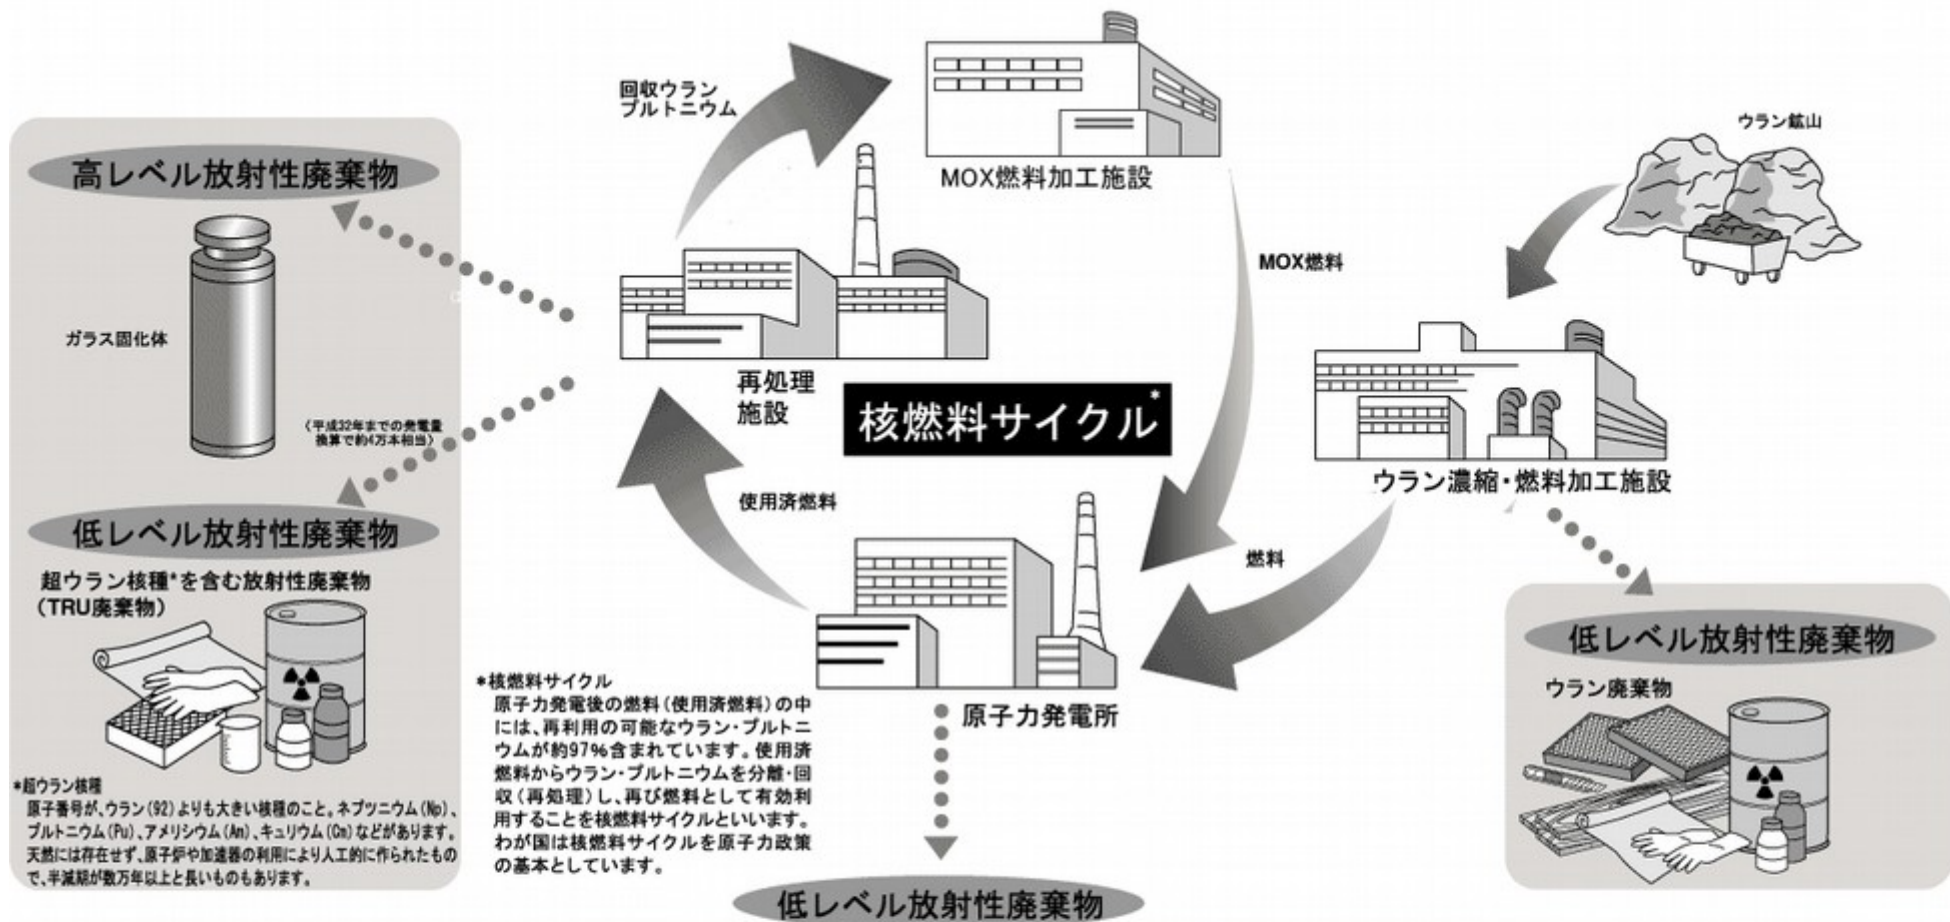 回収ウラン
プルトニウム
MOX燃料加工施設
ウラン鉱山
高レベル放射性廃棄物
ガラス固化体
（平成32年までの発電量
換算で約4万本相当）
再処理
施設
核燃料サイクル*
MOX燃料
ウラン濃縮・燃料加工施設
使用済燃料
燃料
低レベル放射性廃棄物
超ウラン核種*を含む放射性廃棄物
（TRU廃棄物）
*超ウラン核種
原子番号が、ウラン（92）よりも大きい核種のこと。ネプツニウム（Np）、
プルトニウム（Pu）、アメリシウム（Am）、キュリウム（Cm）などがあります。
天然には存在せず、原子炉や加速器の利用により人工的に作られたもの
で、半減期が数万年以上と長いものもあります。
*核燃料サイクル
原子力発電後の燃料（使用済燃料）の中
には、再利用の可能なウラン・プルトニ
ウムが約97%含まれています。使用済
燃料からウラン・プルトニウムを分離・回
収（再処理）し、再び燃料として有効利
用することを核燃料サイクルといいます。
わが国は核燃料サイクルを原子力政策
の基本としています。
原子力発電所
低レベル放射性廃棄物
低レベル放射性廃棄物
ウラン廃棄物